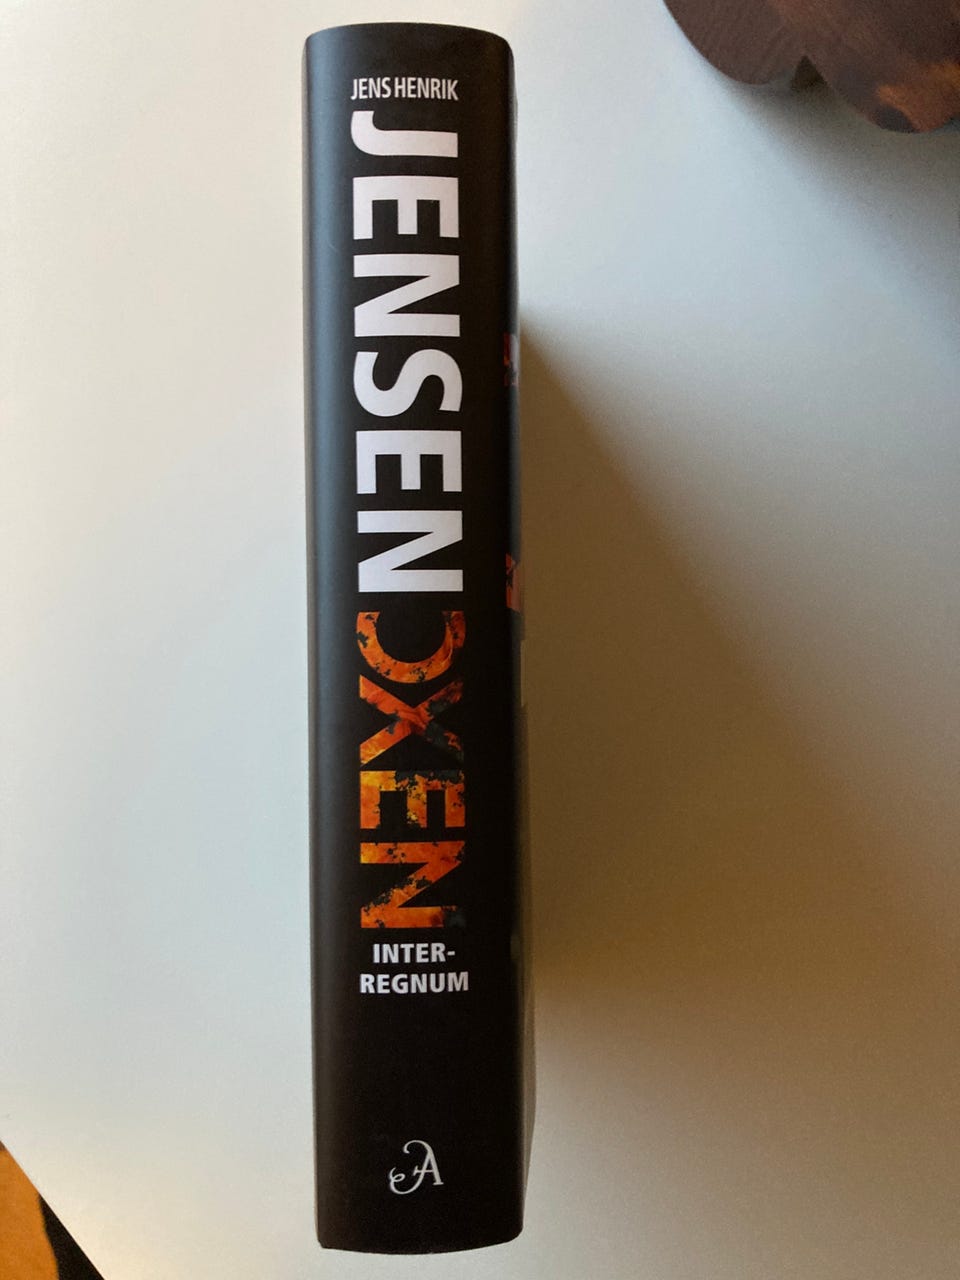 JENS HENRIK
JENSEN
OXEN
INTER-
REGNUM
A